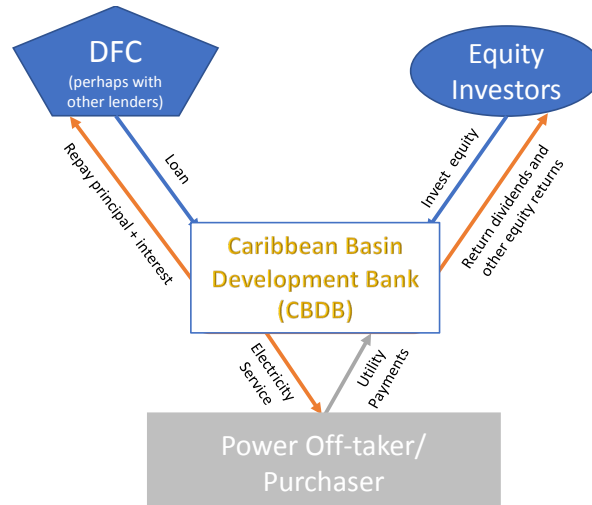 DFC
(perhaps with
other lenders)
Equity
Investors
Loan
Repay principal + interest
Invest equity
Return dividends and
other equity returns
Caribbean Basin
Development Bank
(CBDB)
Electricity
Service
Utility
Payments
Power Off-taker/
Purchaser